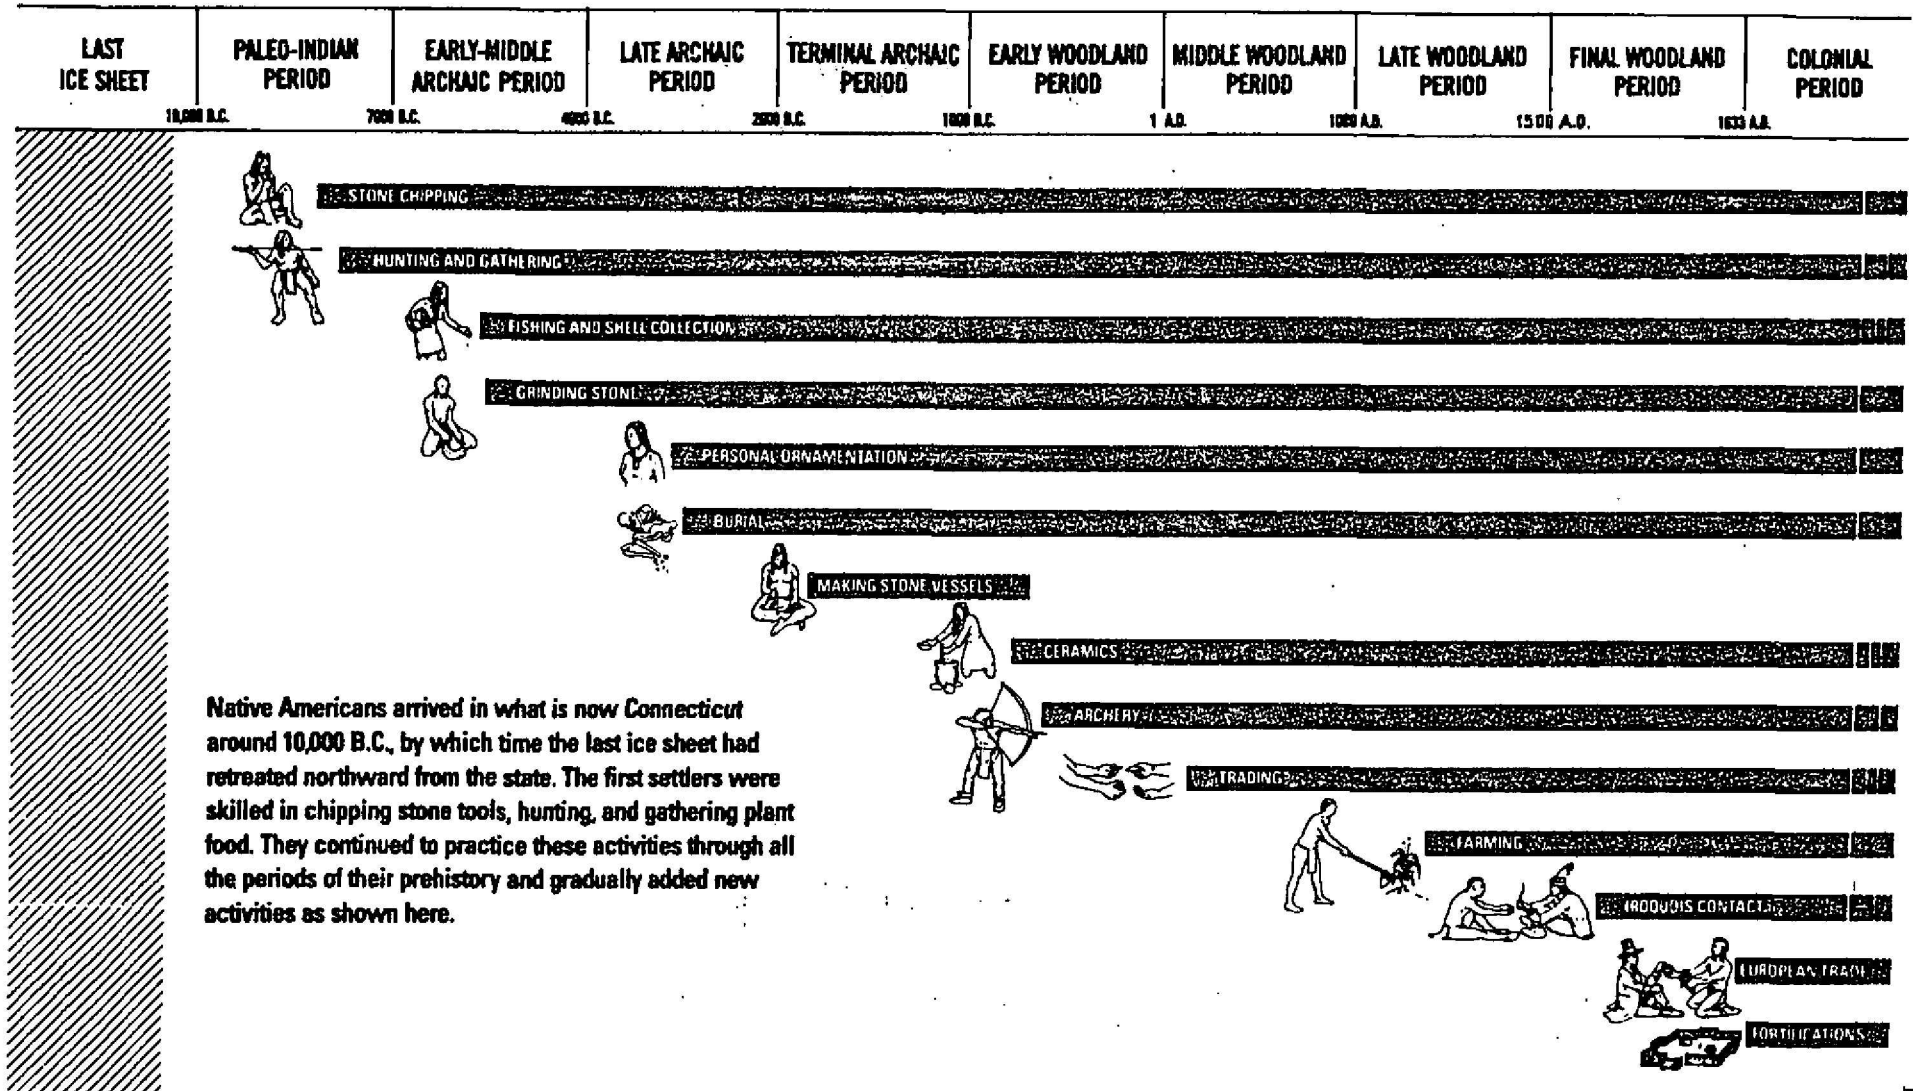 LAST
ICE SHEET
PALEO-INDIAN
PERIOD
EARLY-MIDDLE
ARCHAIC PERIOD
LATE ARCHAIC
PERIOD
TERMINAL ARCHAIC
PERIOD
EARLY WOODLAND
PERIOD
MIDDLE WOODLAND
PERIOD
LATE WOODLAND
PERIOD
FINAL WOODLAND
PERIOD
COLONIAL
PERIOD
10,000 B.C.
7000 B.C.
4000 B.C.
2000 B.C.
1000 B.C.
1 A.D.
1000 A.D.
1500 A.D.
1633 A.D.
STONE CHIPPING
HUNTING AND GATHERING
FISHING AND SHELL COLLECTION
GRINDING STONE
PERSONAL ORNAMENTATION
BURIAL
MAKING STONE VESSELS
CERAMICS
ARCHERY
TRADING
FARMING
IROQUOIS CONTACT
EUROPEAN TRADE
FORTIFICATIONS
Native Americans arrived in what is now Connecticut
around 10,000 B.C., by which time the last ice sheet had
retreated northward from the state. The first settlers were
skilled in chipping stone tools, hunting, and gathering plant
food. They continued to practice these activities through all
the periods of their prehistory and gradually added new
activities as shown here.